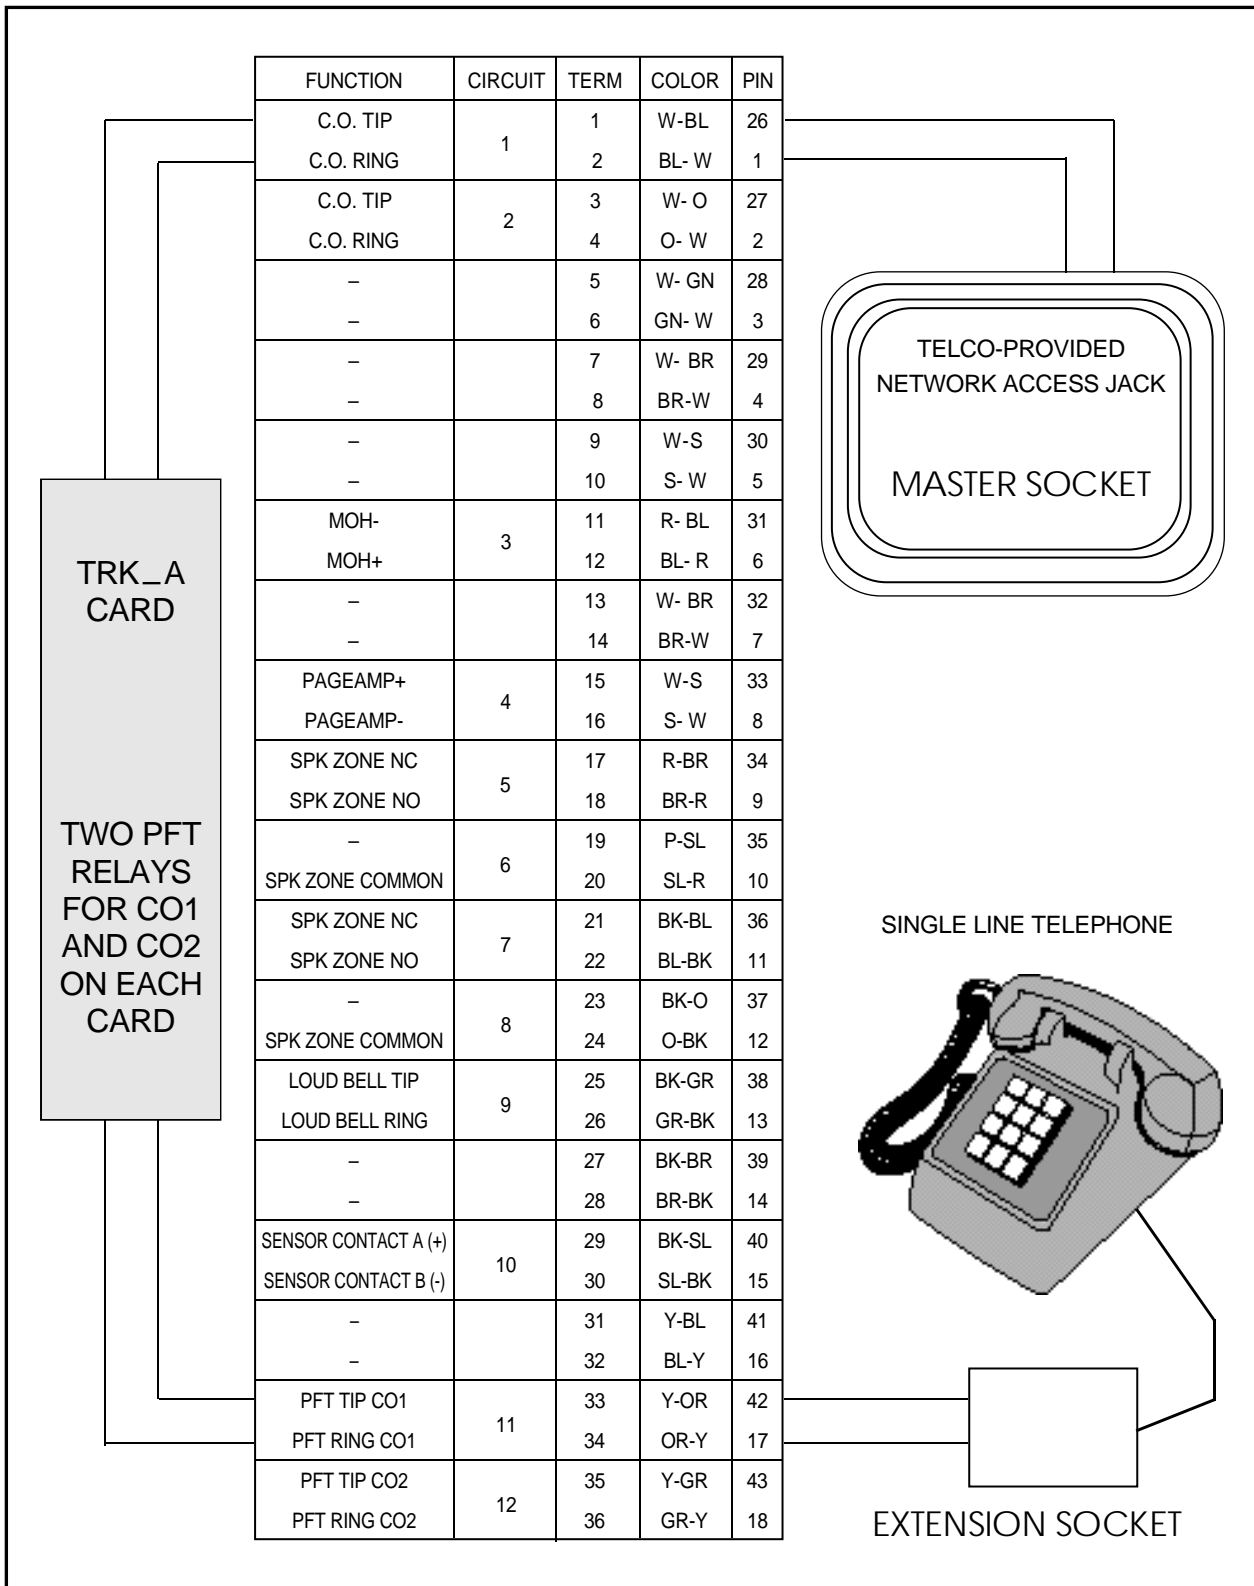 FUNCTION CIRCUIT TERM COLOR PIN
C.O. TIP 1 1 W-BL 26
C.O. RING 2 BL- W 1
C.O. TIP 2 3 W- O 27
C.O. RING 4 O- W 2
– 5 W- GN 28
– 6 GN- W 3
– 7 W- BR 29
– 8 BR-W 4
– 9 W-S 30
– 10 S- W 5
MOH- 3 11 R- BL 31
MOH+ 12 BL- R 6
– 13 W- BR 32
– 14 BR-W 7
PAGEAMP+ 4 15 W-S 33
PAGEAMP- 16 S- W 8
SPK ZONE NC 5 17 R-BR 34
SPK ZONE NO 18 BR-R 9
– 6 19 P-SL 35
SPK ZONE COMMON 20 SL-R 10
SPK ZONE NC 7 21 BK-BL 36
SPK ZONE NO 22 BL-BK 11
– 8 23 BK-O 37
SPK ZONE COMMON 24 O-BK 12
LOUD BELL TIP 9 25 BK-GR 38
LOUD BELL RING 26 GR-BK 13
– 27 BK-BR 39
– 28 BR-BK 14
SENSOR CONTACT A (+) 10 29 BK-SL 40
SENSOR CONTACT B (-) 30 SL-BK 15
– 31 Y-BL 41
– 32 BL-Y 16
PFT TIP CO1 11 33 Y-OR 42
PFT RING CO1 34 OR-Y 17
PFT TIP CO2 12 35 Y-GR 43
PFT RING CO2 36 GR-Y 18
TRK_A
CARD
TWO PFT
RELAYS
FOR CO1
AND CO2
ON EACH
CARD
TELCO-PROVIDED
NETWORK ACCESS JACK
MASTER SOCKET
SINGLE LINE TELEPHONE
EXTENSION SOCKET